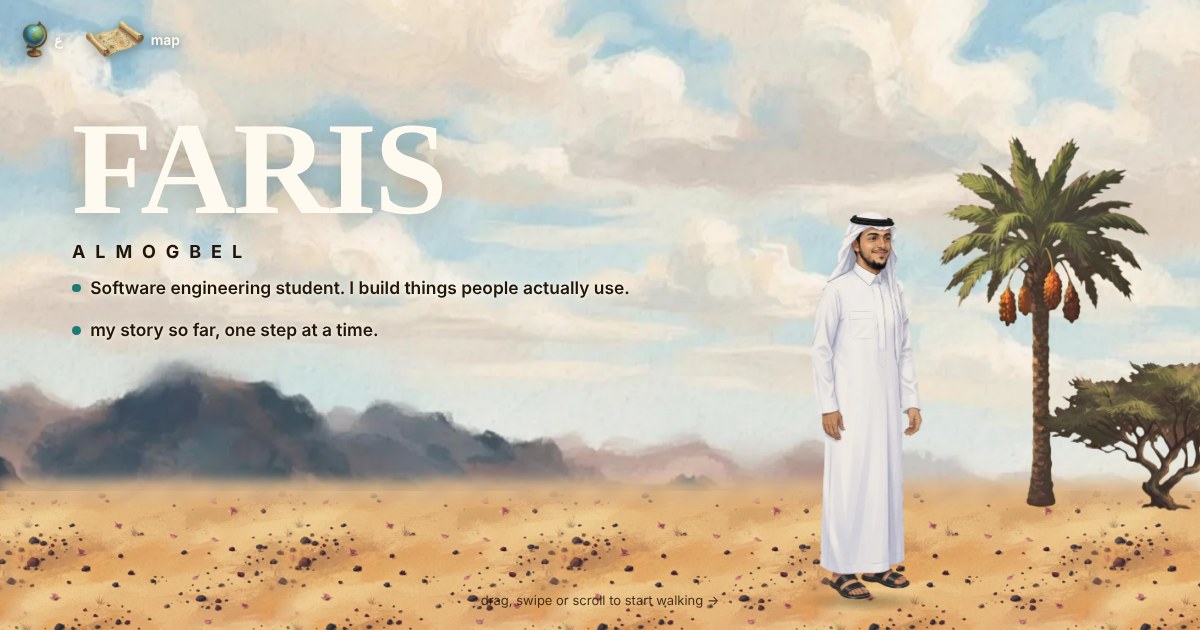 ع map
FARIS
ALMOGBEL
Software engineering student. I build things people actually use.
my story so far, one step at a time.
drag, swipe or scroll to start walking →